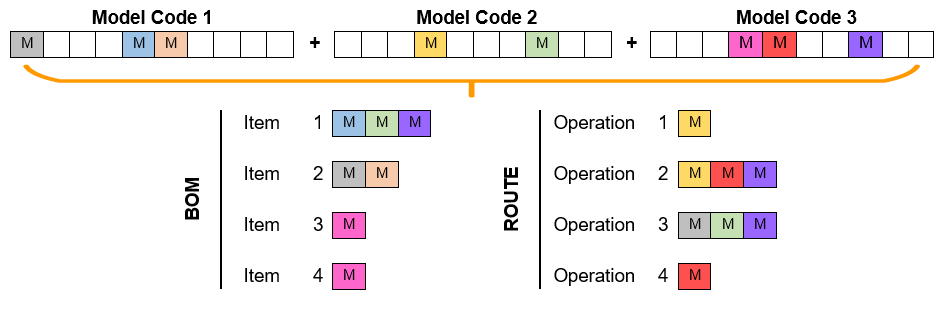 Model Code 1 Model Code 2 Model Code 3
M M M + M M + M M M
Item 1 M M M Operation 1 M
Item 2 M M Operation 2 M M M
BOM ROUTE
Item 3 M Operation 3 M M M
Item 4 M Operation 4 M